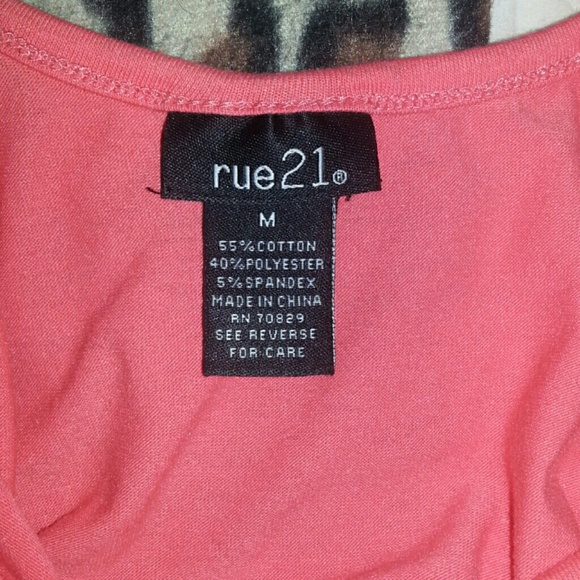 rue21®
M
55%COTTON
40%POLYESTER
5%SPANDEX
MADE IN CHINA
RN 70829
SEE REVERSE
FOR CARE